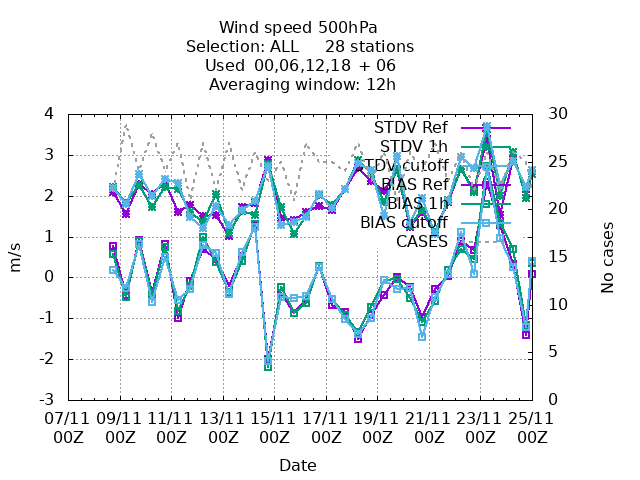 Wind speed 500hPa
Selection: ALL 28 stations
Used 00,06,12,18 + 06
Averaging window: 12h
STDV Ref
STDV 1h
STDV cutoff
BIAS Ref
BIAS 1h
BIAS cutoff
CASES
4
3
2
1
0
-1
-2
-3
m/s
30
25
20
15
10
5
0
No cases
07/11 09/11 11/11 13/11 15/11 17/11 19/11 21/11 23/11 25/11
00Z 00Z 00Z 00Z 00Z 00Z 00Z 00Z 00Z 00Z
Date